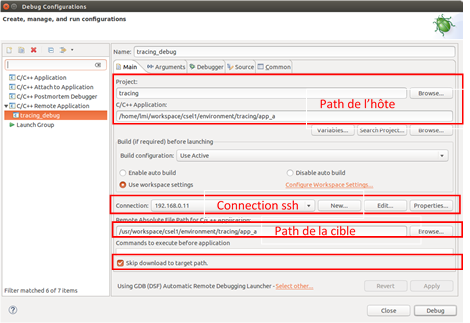 Debug Configurations
Create, manage, and run configurations
Name: tracing_debug
Main Arguments Debugger Source Common
C/C++ Application
C/C++ Attach to Application
C/C++ Postmortem Debugger
C/C++ Remote Application
tracing_debug
Launch Group
Filter matched 6 of 7 items
Project:
tracing Browse...
Path de l'hôte
C/C++ Application:
/home/lmi/workspace/csel1/environment/tracing/app_a
Variables... Search Project... Browse...
Build (if required) before launching
Build configuration: Use Active
Enable auto build Disable auto build
Use workspace settings Configure Workspace Settings...
Connection: 192.168.0.11 Connection ssh New... Edit... Properties...
Remote Absolute File Path for C/C++ Application:
/usr/workspace/csel1/environment/tracing/app_a Path de la cible Browse...
Commands to execute before application
Skip download to target path.
Using GDB (DSF) Automatic Remote Debugging Launcher - Select other... Revert Apply
? Close Debug